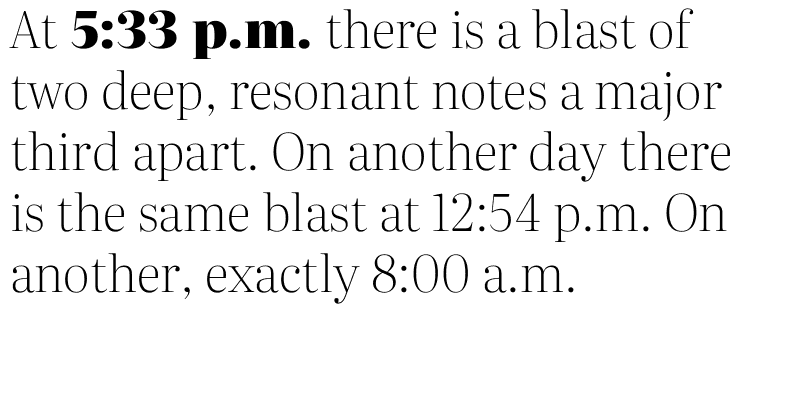 At 5:33 p.m. there is a blast of
two deep, resonant notes a major
third apart. On another day there
is the same blast at 12:54 p.m. On
another, exactly 8:00 a.m.